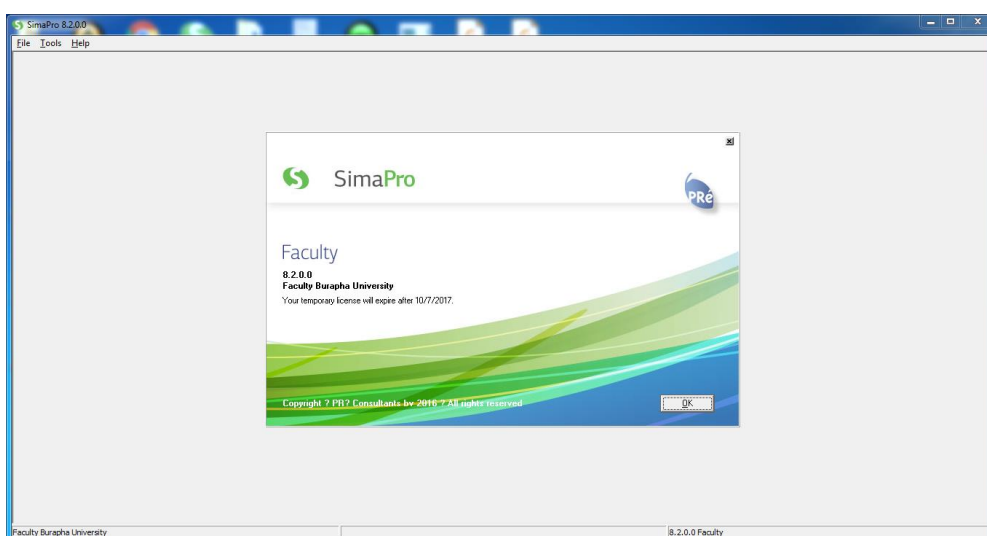 SimaPro 8.2.0.0
File Tools Help
SimaPro
PRé
Faculty
8.2.0.0
Faculty Burapha University
Your temporary license will expire after 10/7/2017.
Copyright ? PR? Consultants bv 2016 ? All rights reserved
OK
Faculty Burapha University
8.2.0.0 Faculty